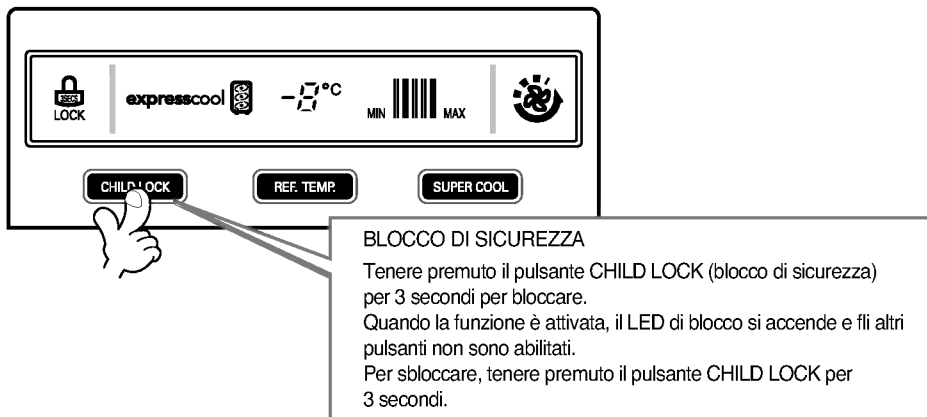 3SECS
LOCK
expresscool
-8°C
MIN
MAX
CHILD LOCK
REF. TEMP.
SUPER COOL
BLOCCO DI SICUREZZA
Tenere premuto il pulsante CHILD LOCK (blocco di sicurezza)
per 3 secondi per bloccare.
Quando la funzione è attivata, il LED di blocco si accende e fli altri
pulsanti non sono abilitati.
Per sbloccare, tenere premuto il pulsante CHILD LOCK per
3 secondi.